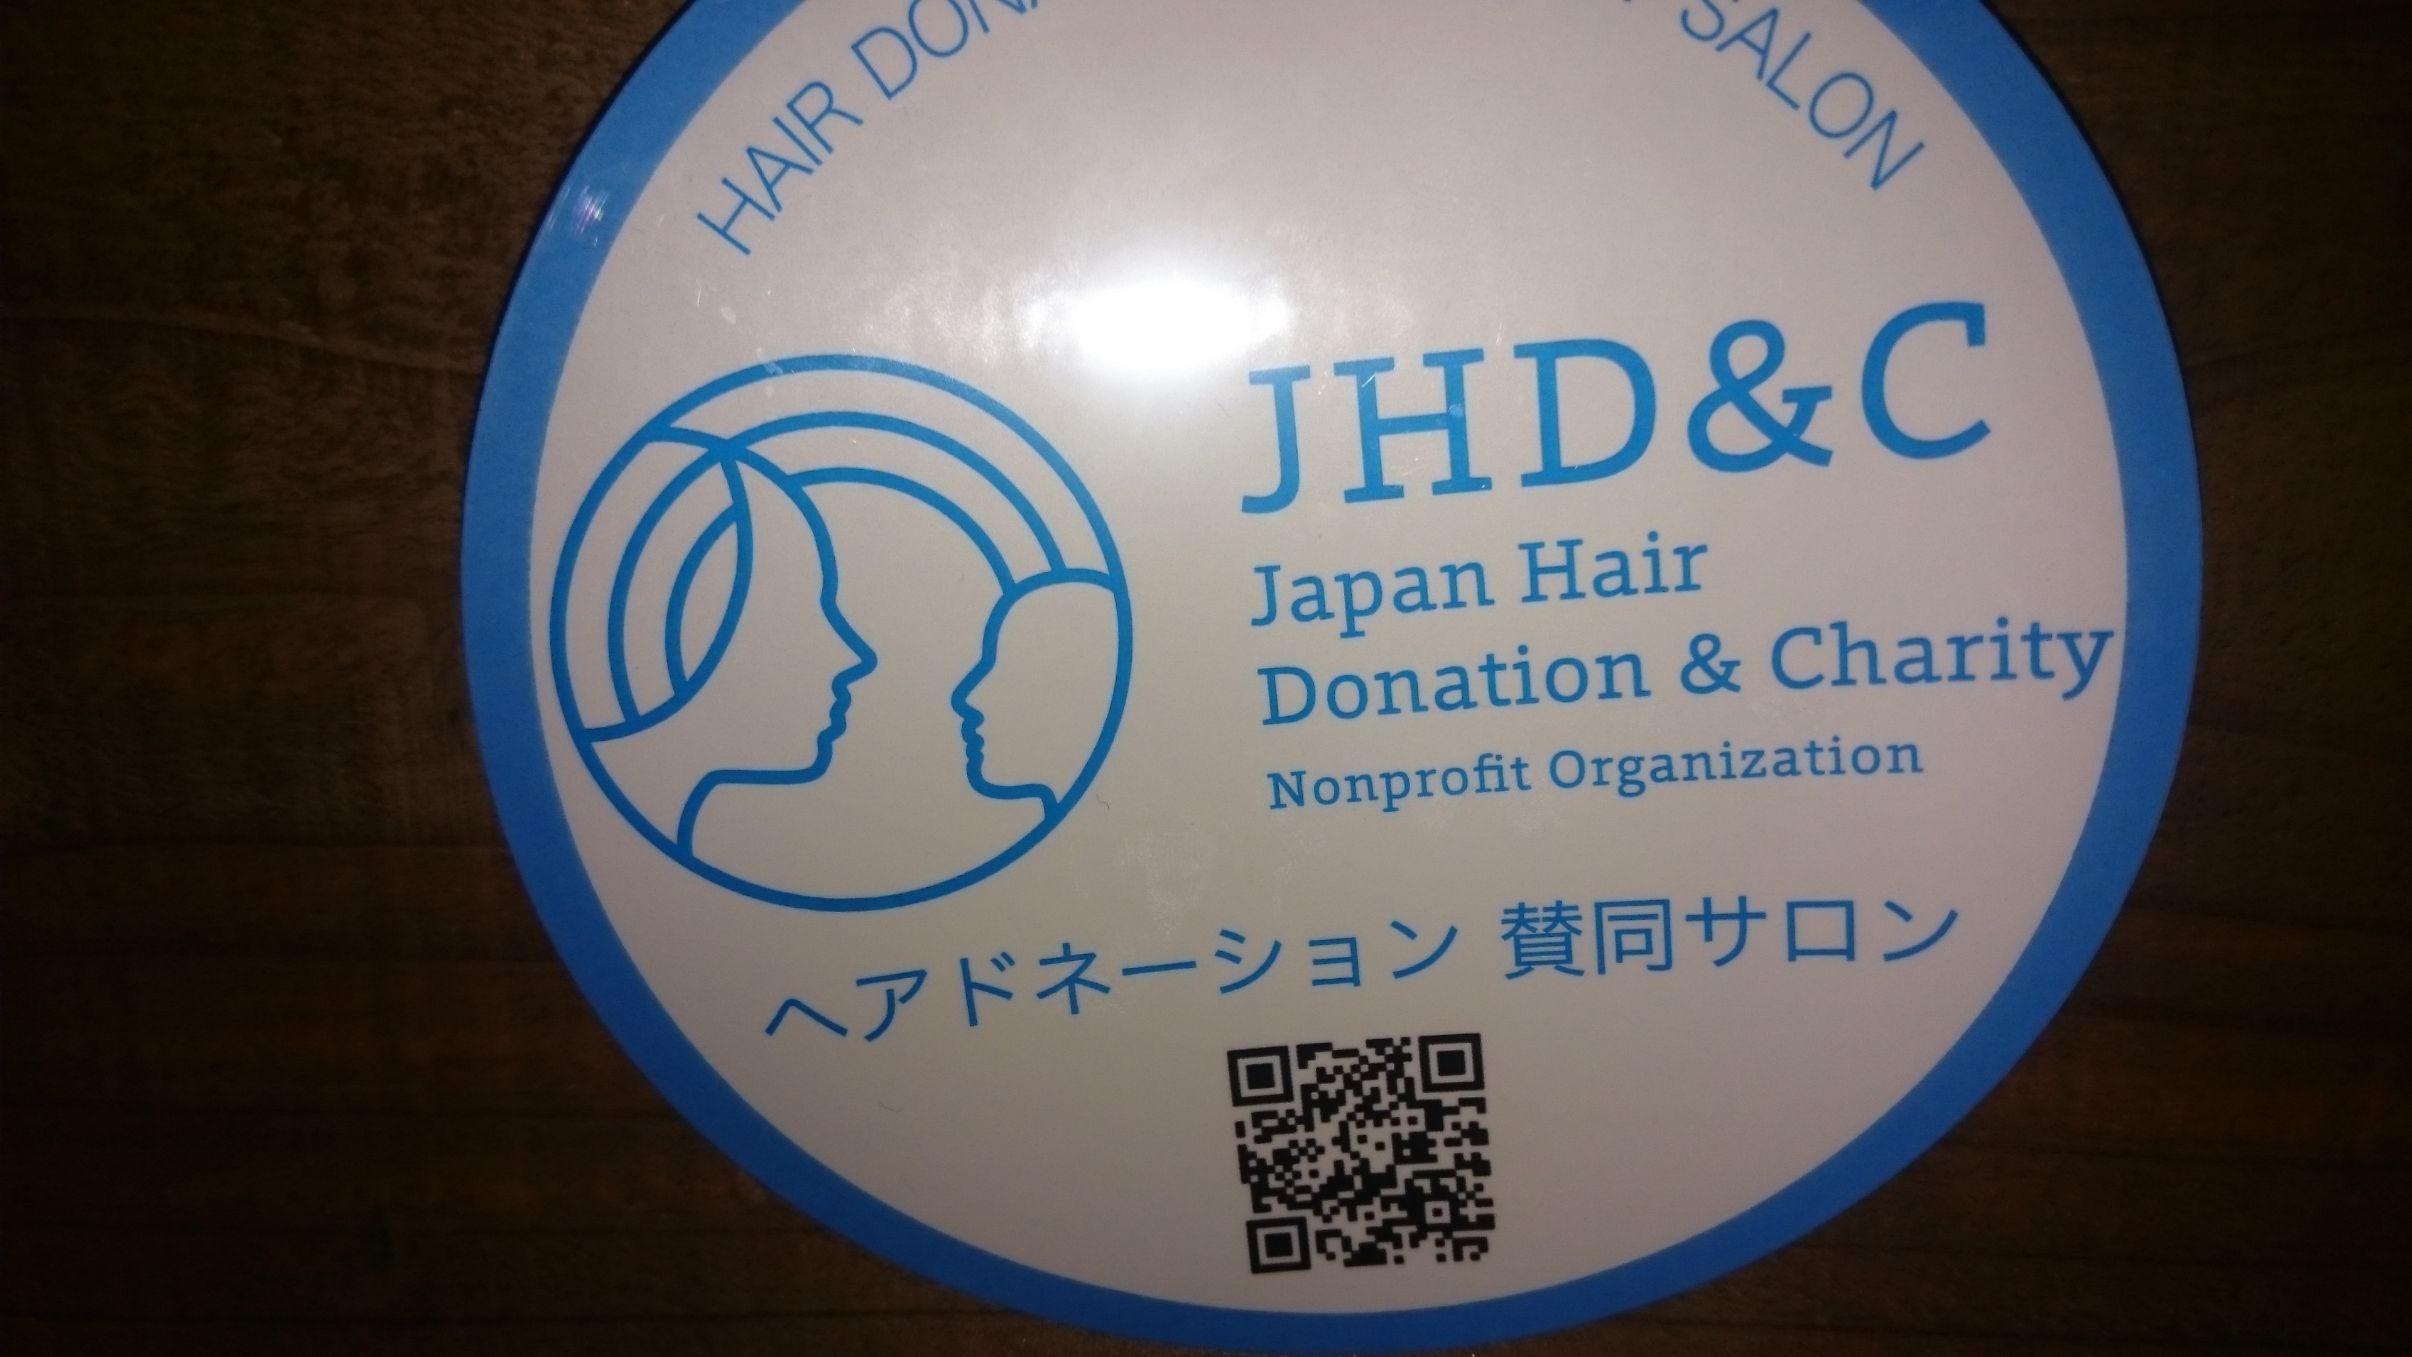 HAIR SALON
JHD&C
Japan Hair
Donation & Charity
Nonprofit Organization
ヘアドネーション 賛同サロン